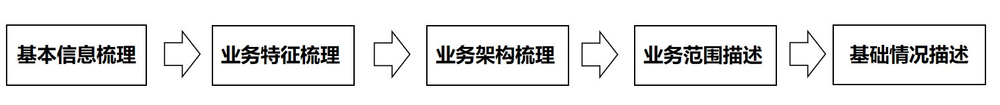 基本信息梳理
业务特征梳理
业务架构梳理
业务范围描述
基础情况描述